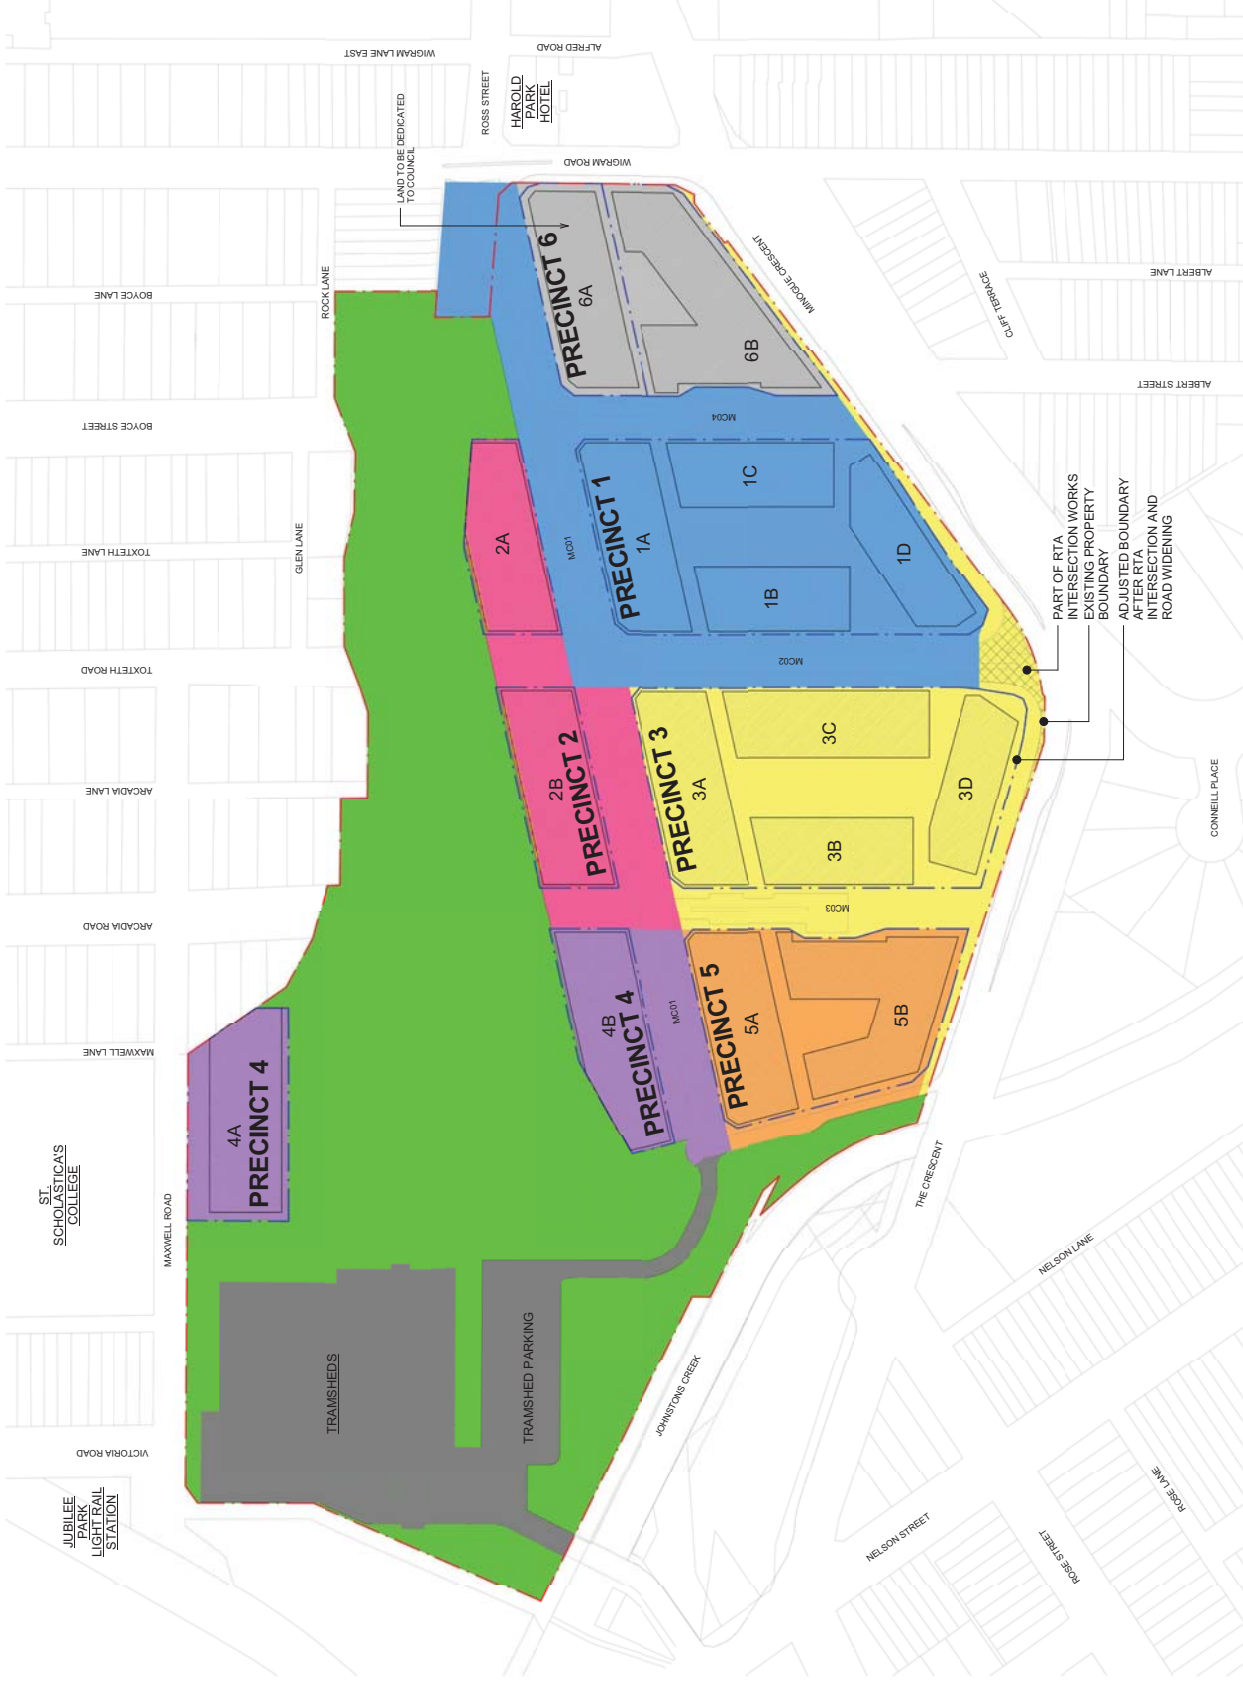 WIGRAM LANE EAST
ALFRED ROAD
ROSS STREET
HAROLD
PARK
HOTEL
LAND TO BE DEDICATED
TO COUNCIL
WIGRAM ROAD
ROCK LANE
BOYCE LANE
BOYCE STREET
GLEN LANE
TOXTETH LANE
TOXTETH ROAD
ARCADIA LANE
ARCADIA ROAD
MAXWELL LANE
MAXWELL ROAD
VICTORIA ROAD
ST.
SCHOLASTICA'S
COLLEGE
JUBILEE
PARK
LIGHT RAIL
STATION
MINOGUE CRESCENT
CLIFF TERRACE
ALBERT LANE
ALBERT STREET
PRECINCT 6
6A
6B
MC04
PRECINCT 1
1A
1B
1C
1D
MC01
MC02
2A
2B
PRECINCT 2
PRECINCT 3
3A
3B
3C
3D
MC03
4A
PRECINCT 4
4B
PRECINCT 4
MC01
PRECINCT 5
5A
5B
PART OF RTA
INTERSECTION WORKS
EXISTING PROPERTY
BOUNDARY
ADJUSTED BOUNDARY
AFTER RTA
INTERSECTION AND
ROAD WIDENING
CONNEILL PLACE
TRAMSHEDS
TRAMSHED PARKING
JOHNSTONS CREEK
THE CRESCENT
NELSON LANE
NELSON STREET
ROSE STREET
ROSE LANE